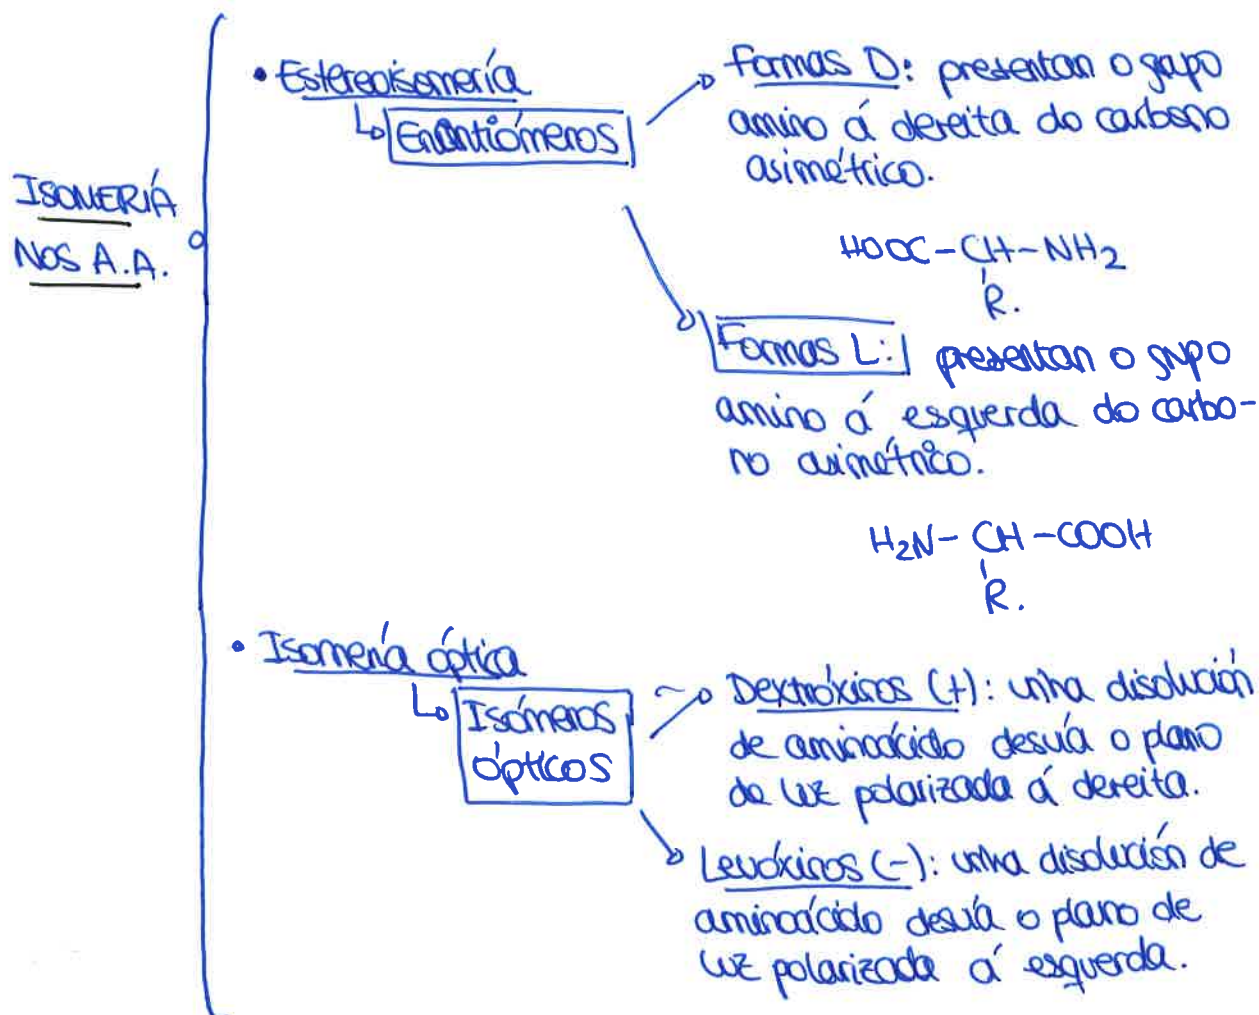 ISOMERÍA
NOS A.A.
• Estereoisomería
Enantiómeros
Formas D: presentan o grupo
amino á dereita do carbono
asimétrico.
HOOC-CH-NH2
R.
Formas L: presentan o grupo
amino á esquerda do carbo-
no asimétrico.
H2N-CH-COOH
R.
• Isomería óptica
Isómeros
ópticos
Dextróxiros (+): unha disolución
de aminoácido desvía o plano
de luz polarizada á dereita.
Levóxiros (-): unha disolución de
aminoácido desvía o plano de
luz polarizada á esquerda.